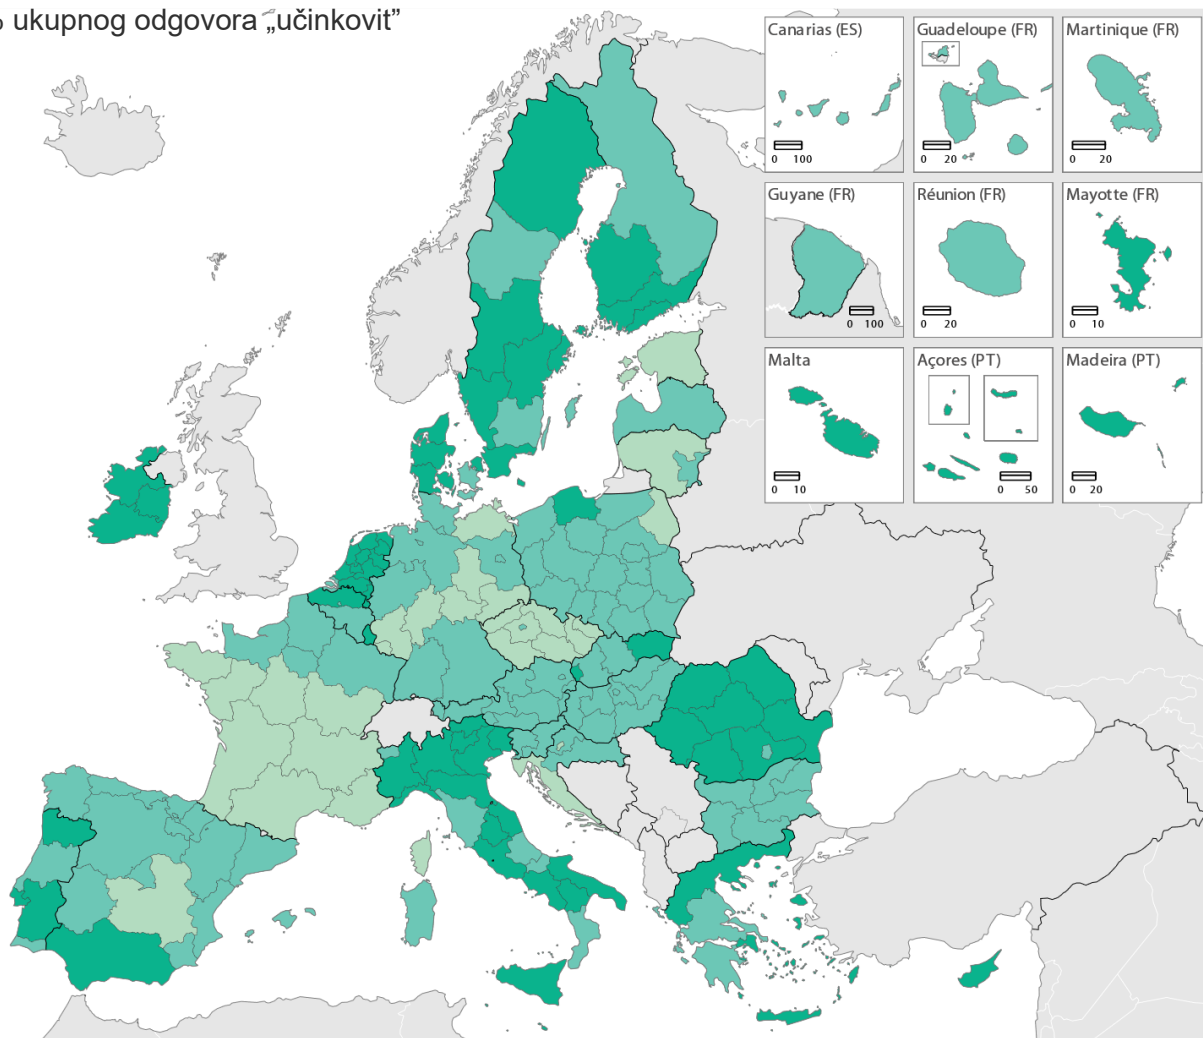 % ukupnog odgovora „učinkovit”
Canarias (ES)
0 100
Guadeloupe (FR)
0 20
Martinique (FR)
0 20
Guyane (FR)
0 100
Réunion (FR)
0 20
Mayotte (FR)
0 10
Malta
0 10
Açores (PT)
0 50
Madeira (PT)
0 20